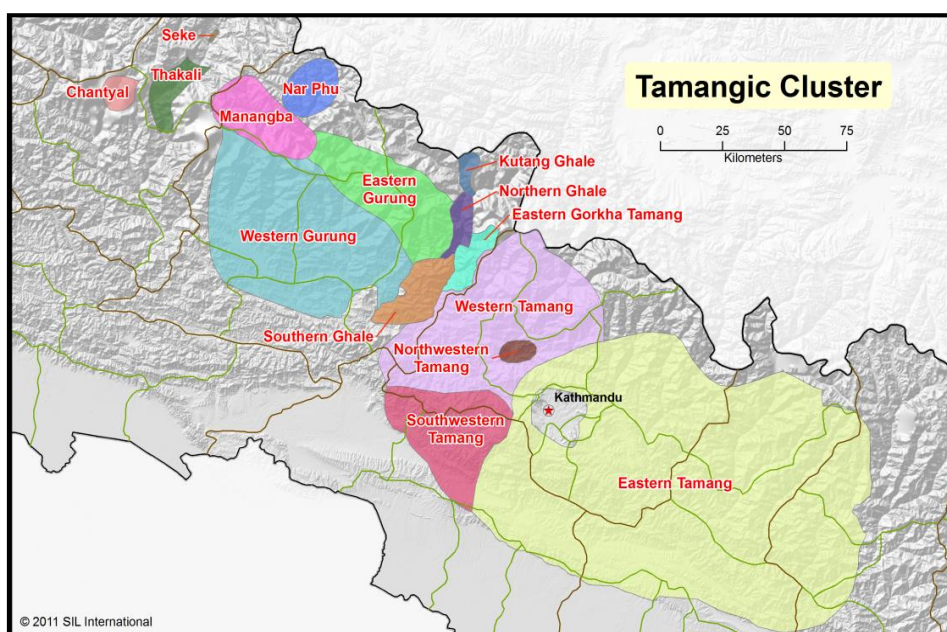 Seke
Thakali
Chantyal
Nar Phu
Manangba
Tamangic Cluster
0 25 50 75
Kilometers
Kutang Ghale
Eastern
Gurung
Northern Ghale
Eastern Gorkha Tamang
Western Gurung
Western Tamang
Southern Ghale
Northwestern
Tamang
Kathmandu
Southwestern
Tamang
Eastern Tamang
© 2011 SIL International